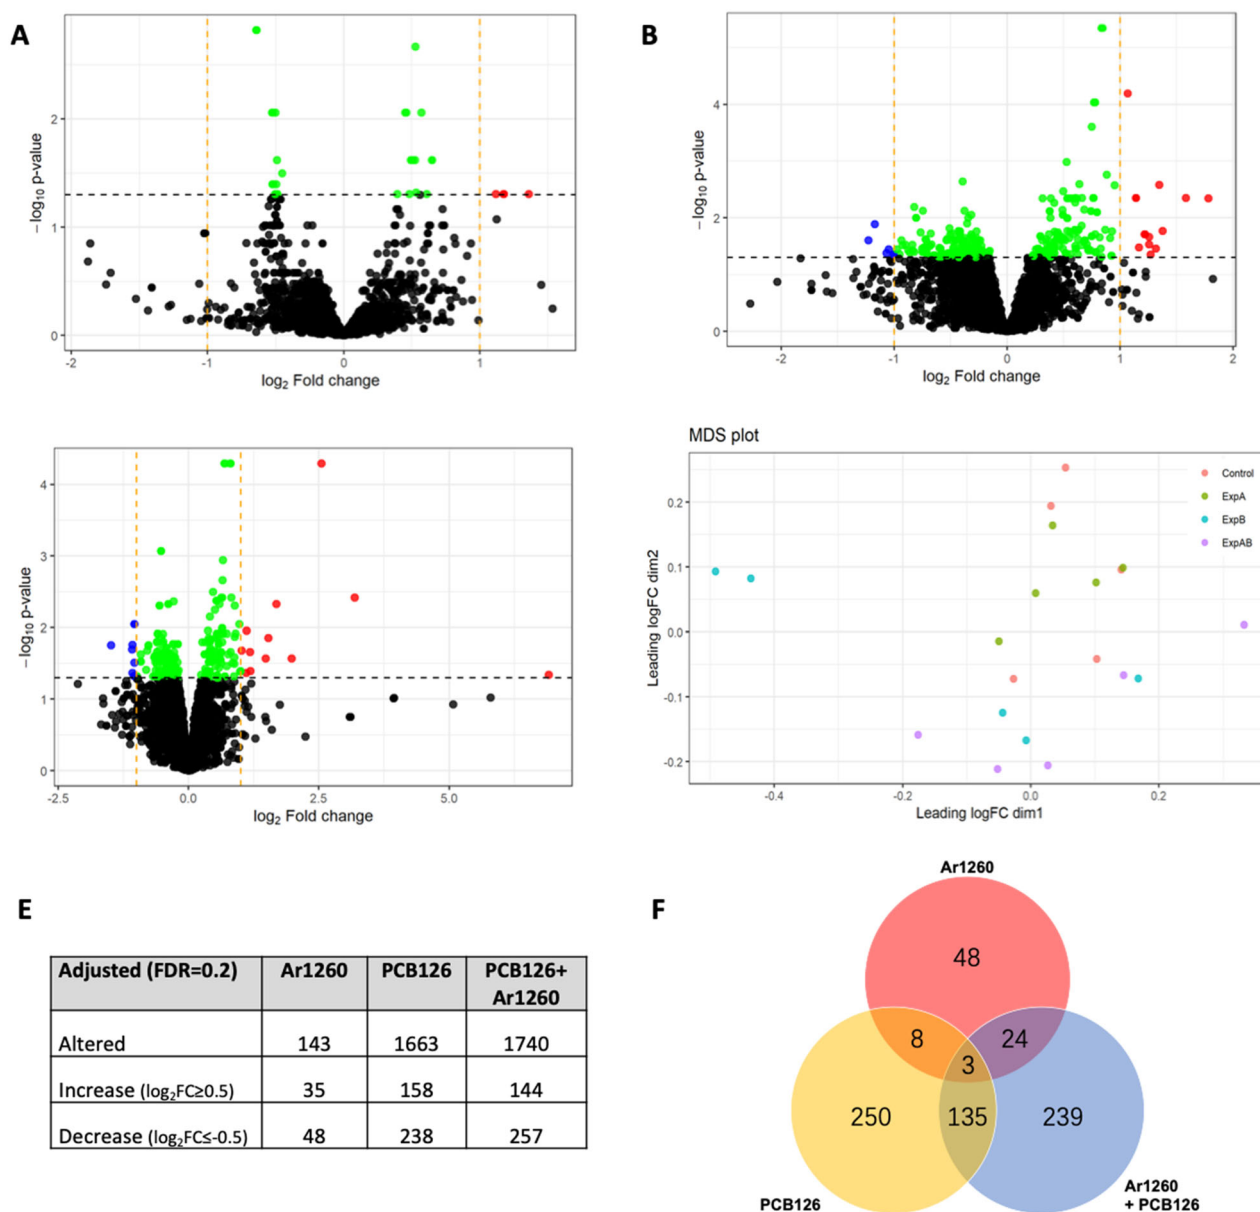 A
B
2
1
0
-2
-1
0
1
−log10 p-value
log2 Fold change
4
2
0
-2
-1
0
1
2
−log10 p-value
log2 Fold change
4
3
2
1
0
-2.5
0.0
2.5
5.0
−log10 p-value
log2 Fold change
MDS plot
Control
ExpA
ExpB
ExpAB
0.2
0.1
0.0
-0.1
-0.2
-0.4
-0.2
0.0
0.2
Leading logFC dim2
Leading logFC dim1
E
Adjusted (FDR=0.2) Ar1260 PCB126 PCB126+
Ar1260
Altered 143 1663 1740
Increase (log2FC≥0.5) 35 158 144
Decrease (log2FC≤-0.5) 48 238 257
F
Ar1260
48
8
24
3
250
135
239
PCB126
Ar1260
+ PCB126